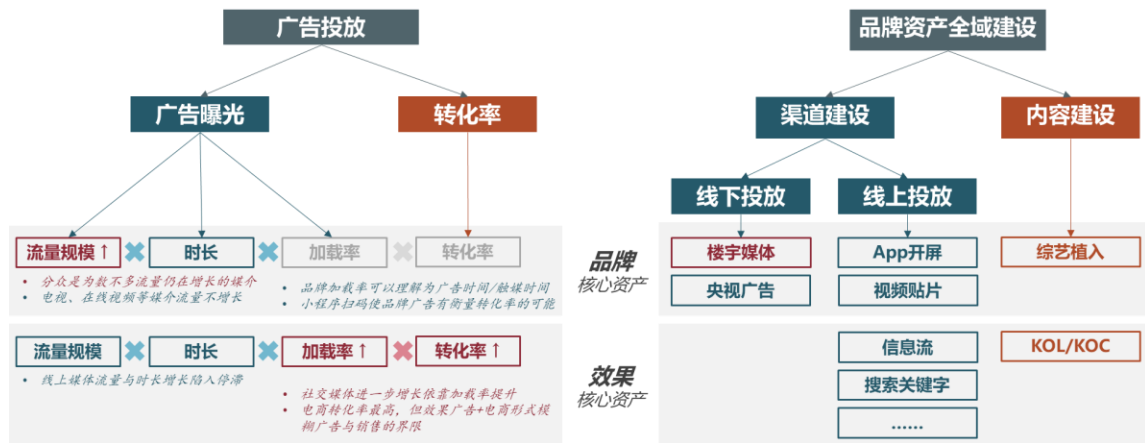 广告投放
品牌资产全域建设
广告曝光
转化率
渠道建设
内容建设
线下投放
线上投放
流量规模↑ × 时长 × 加载率 × 转化率
• 分众是为数不多流量仍在增长的媒介
• 电视、在线视频等媒介流量不增长
• 品牌加载率可以理解为广告时间/触媒时间
• 小程序扫码使品牌广告有衡量转化率的可能
品牌
核心资产
楼宇媒体
App开屏
综艺植入
央视广告
视频贴片
流量规模 × 时长 × 加载率↑ × 转化率↑
• 线上媒体流量与时长增长陷入停滞
• 社交媒体进一步增长依靠加载率提升
• 电商转化率最高，但效果广告+电商形式模
糊广告与销售的界限
效果
核心资产
信息流
KOL/KOC
搜索关键字
......